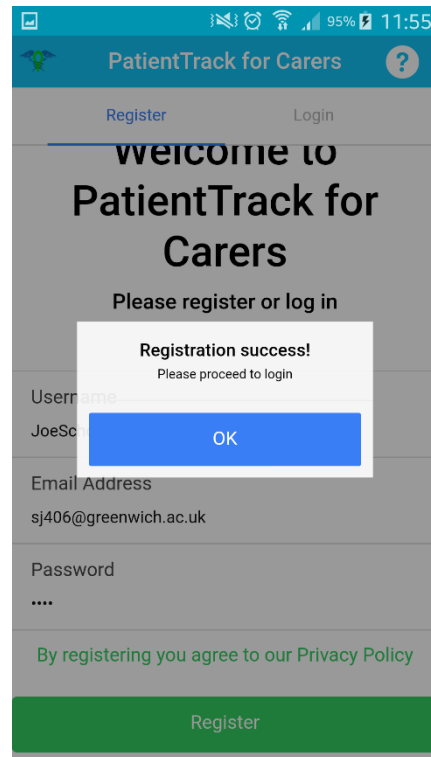 95% 11:55
PatientTrack for Carers ?
Register Login
Welcome to
PatientTrack for
Carers
Please register or log in
Registration success!
Please proceed to login
OK
Username
JoeSch
Email Address
sj406@greenwich.ac.uk
Password
••••
By registering you agree to our Privacy Policy
Register